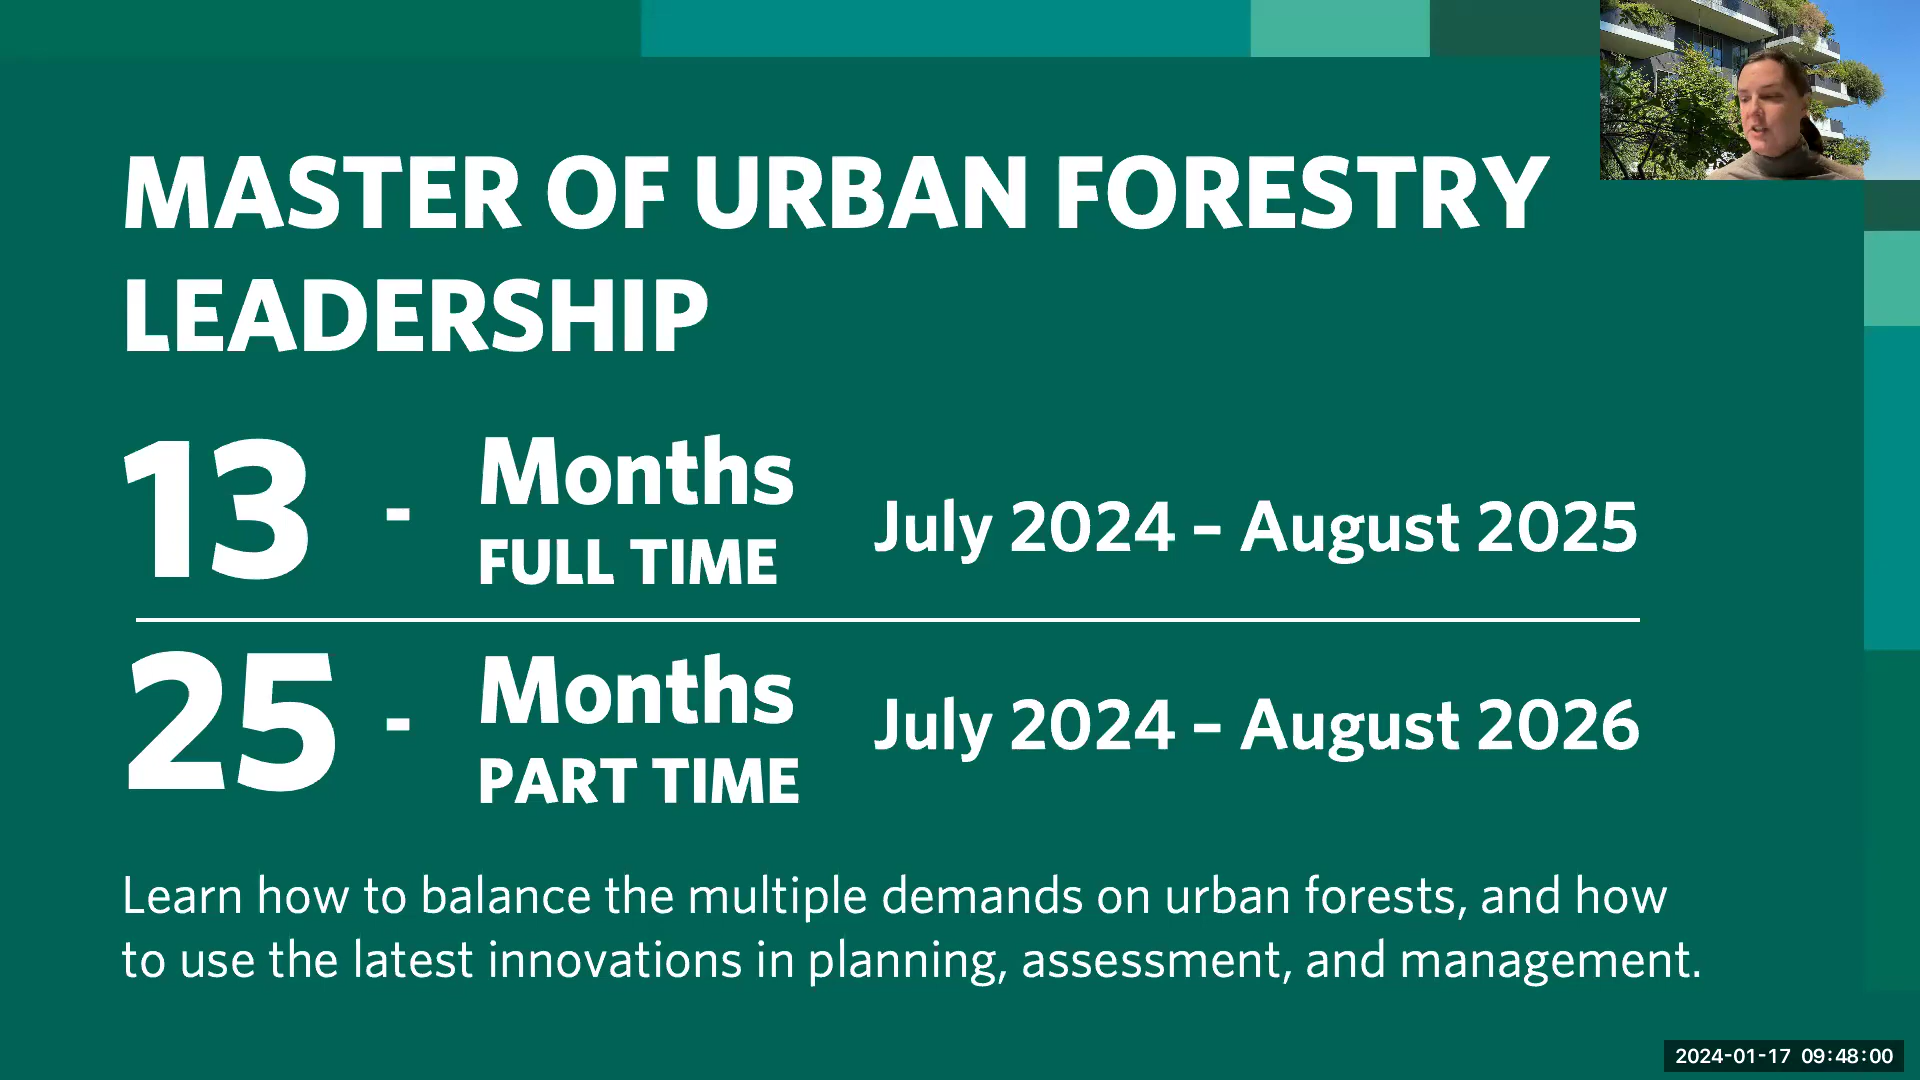 MASTER OF URBAN FORESTRY
LEADERSHIP
13 - Months
FULL TIME
July 2024 – August 2025
25 - Months
PART TIME
July 2024 – August 2026
Learn how to balance the multiple demands on urban forests, and how
to use the latest innovations in planning, assessment, and management.
2024-01-17 09:48:00